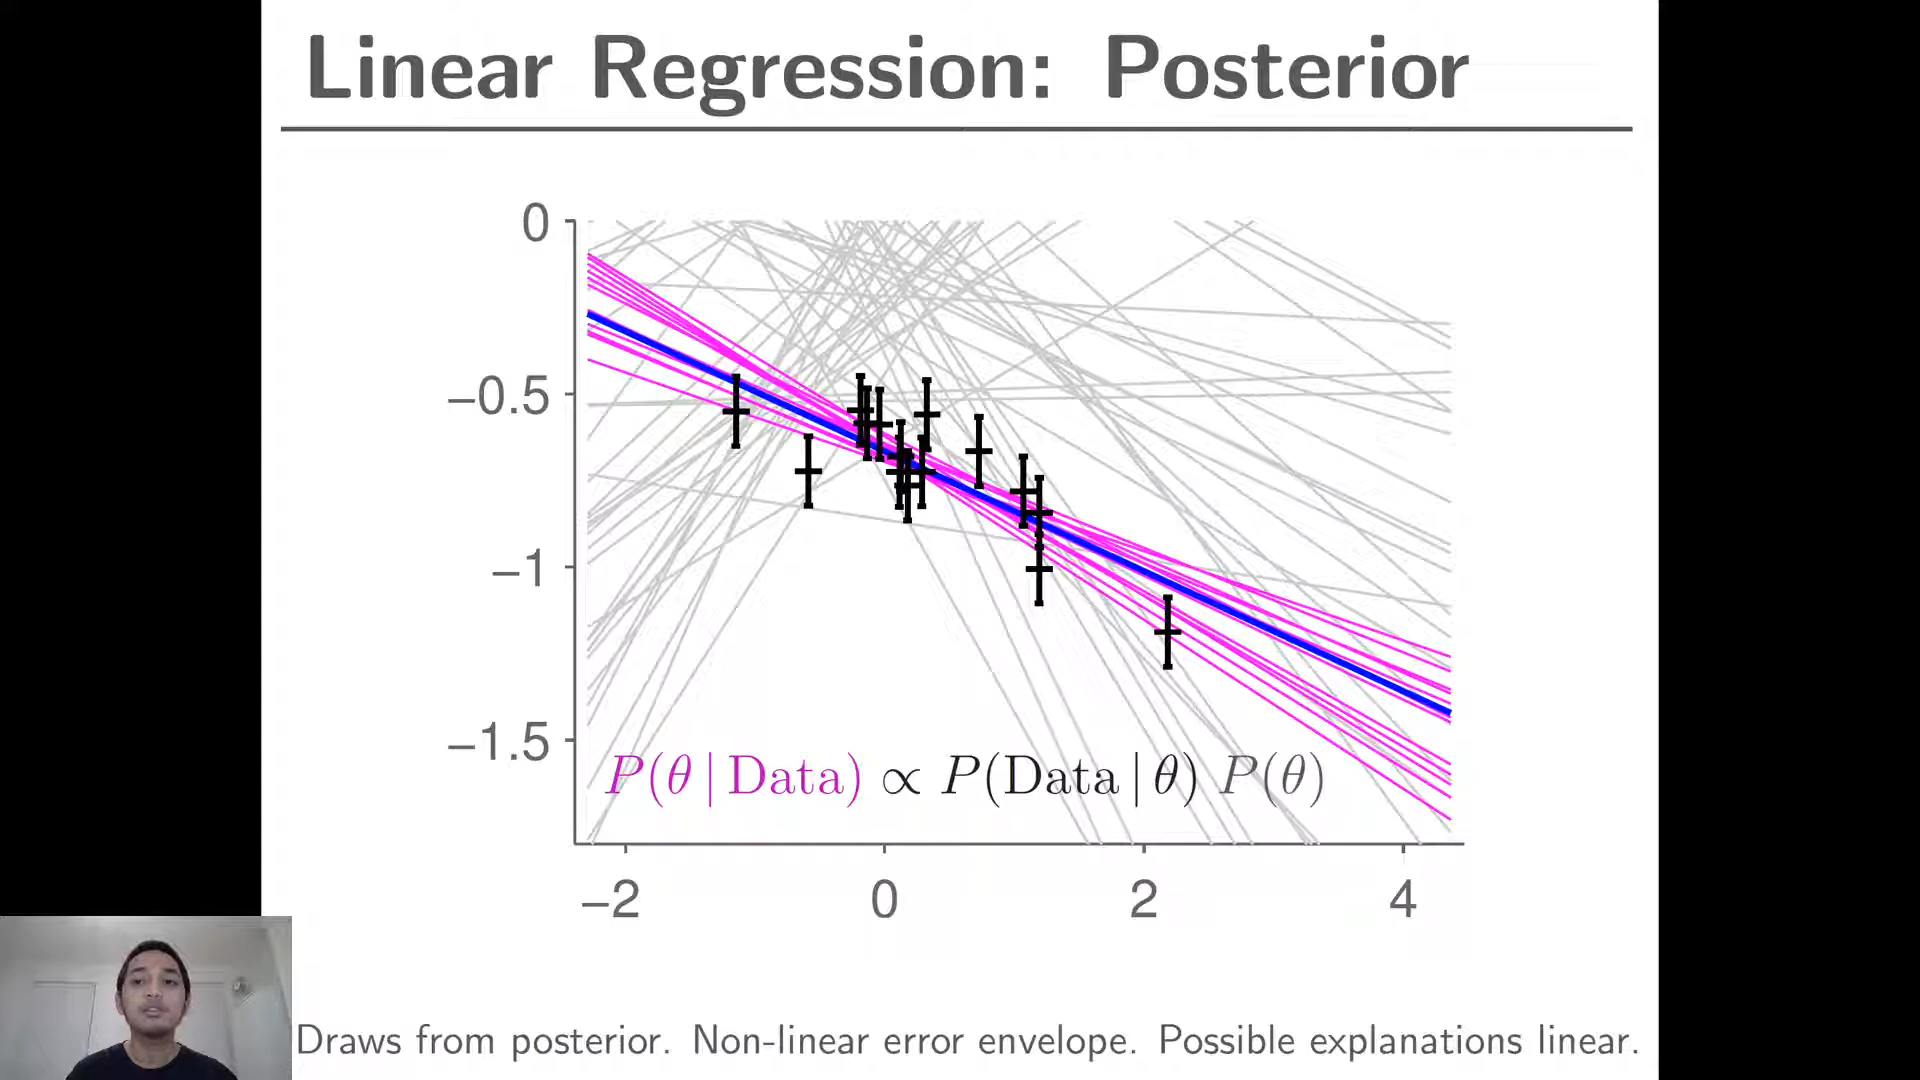 Linear Regression: Posterior
0
−0.5
−1
−1.5
P(θ | Data) ∝ P(Data | θ) P(θ)
−2 0 2 4
Draws from posterior. Non-linear error envelope. Possible explanations linear.